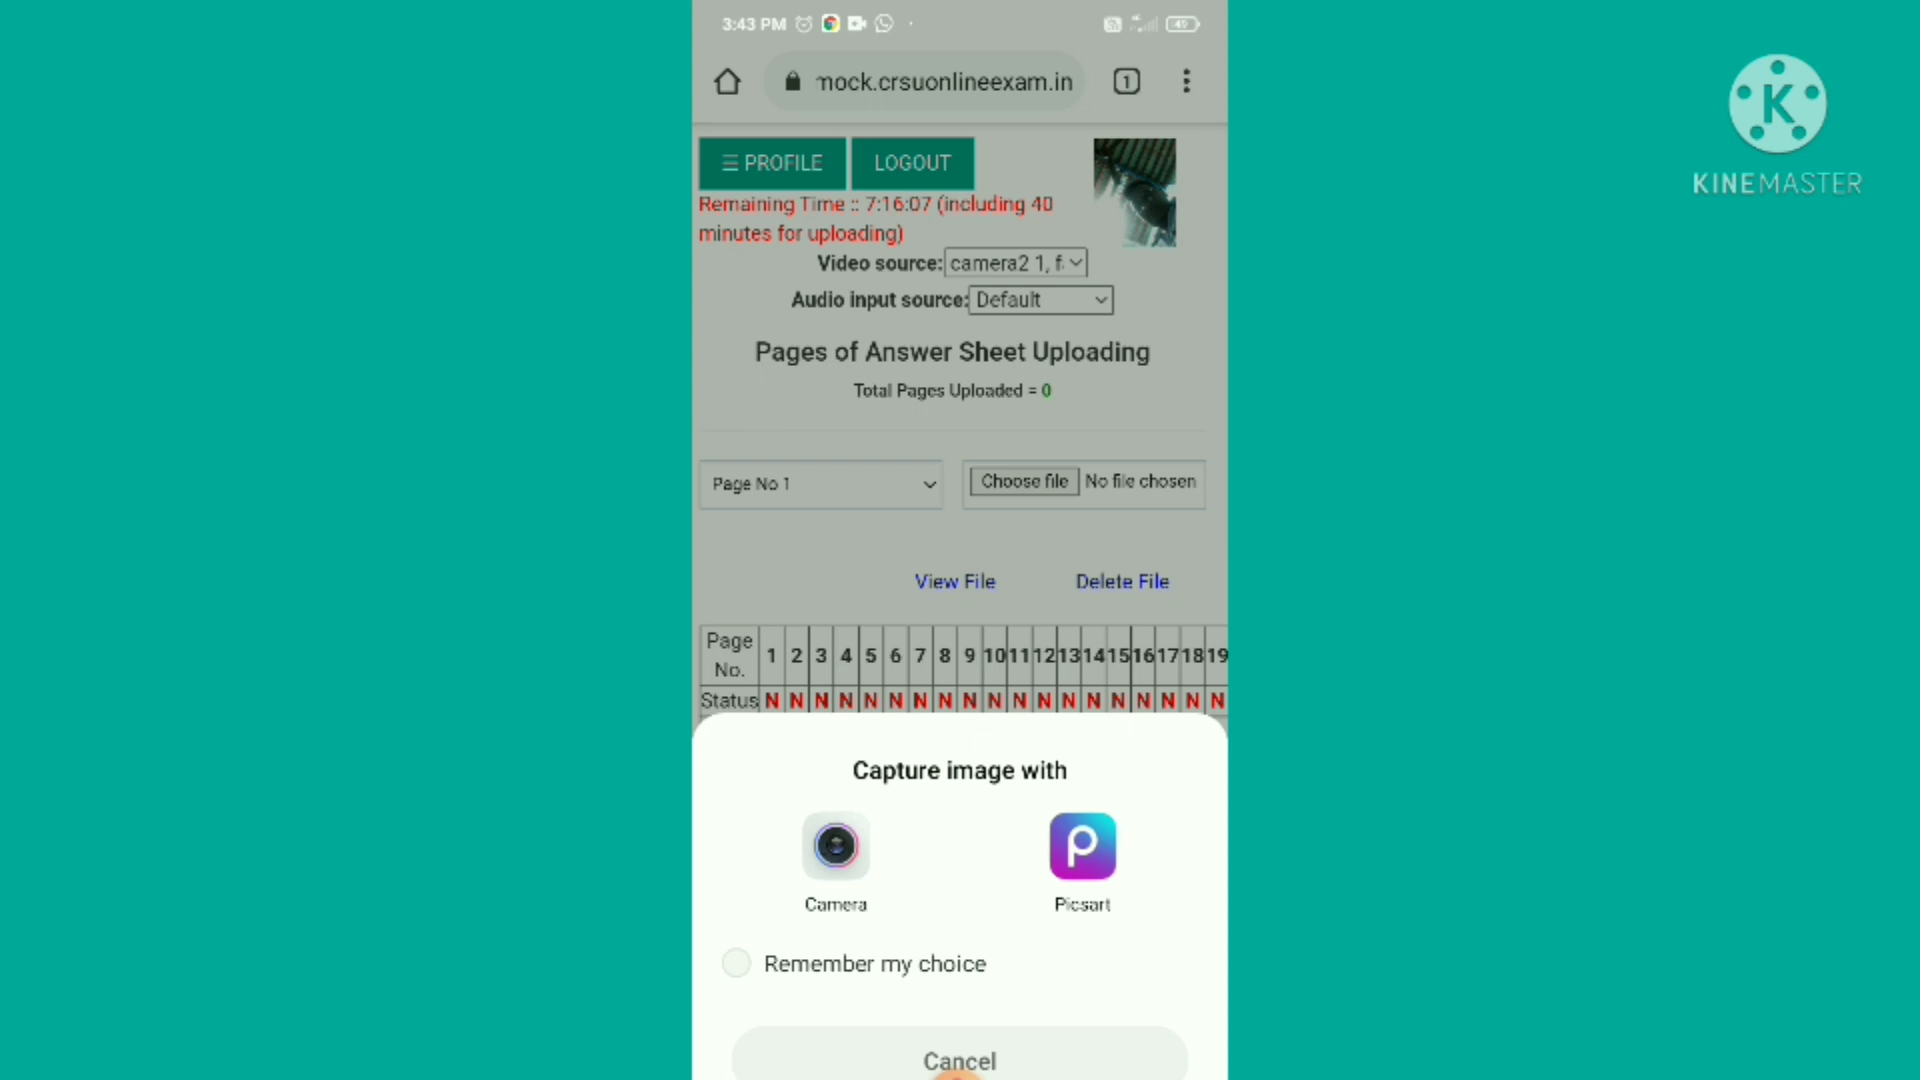 3:43 PM
49
mock.crsuonlineexam.in
1
☰ PROFILE LOGOUT
Remaining Time :: 7:16:07 (including 40
minutes for uploading)
Video source: camera2 1, f
Audio input source: Default
Pages of Answer Sheet Uploading
Total Pages Uploaded = 0
Page No 1
Choose file No file chosen
View File Delete File
Page No. 1 2 3 4 5 6 7 8 9 10 11 12 13 14 15 16 17 18 19
Status N N N N N N N N N N N N N N N N N N N
Capture image with
Camera Picsart
Remember my choice
Cancel
K
KINEMASTER